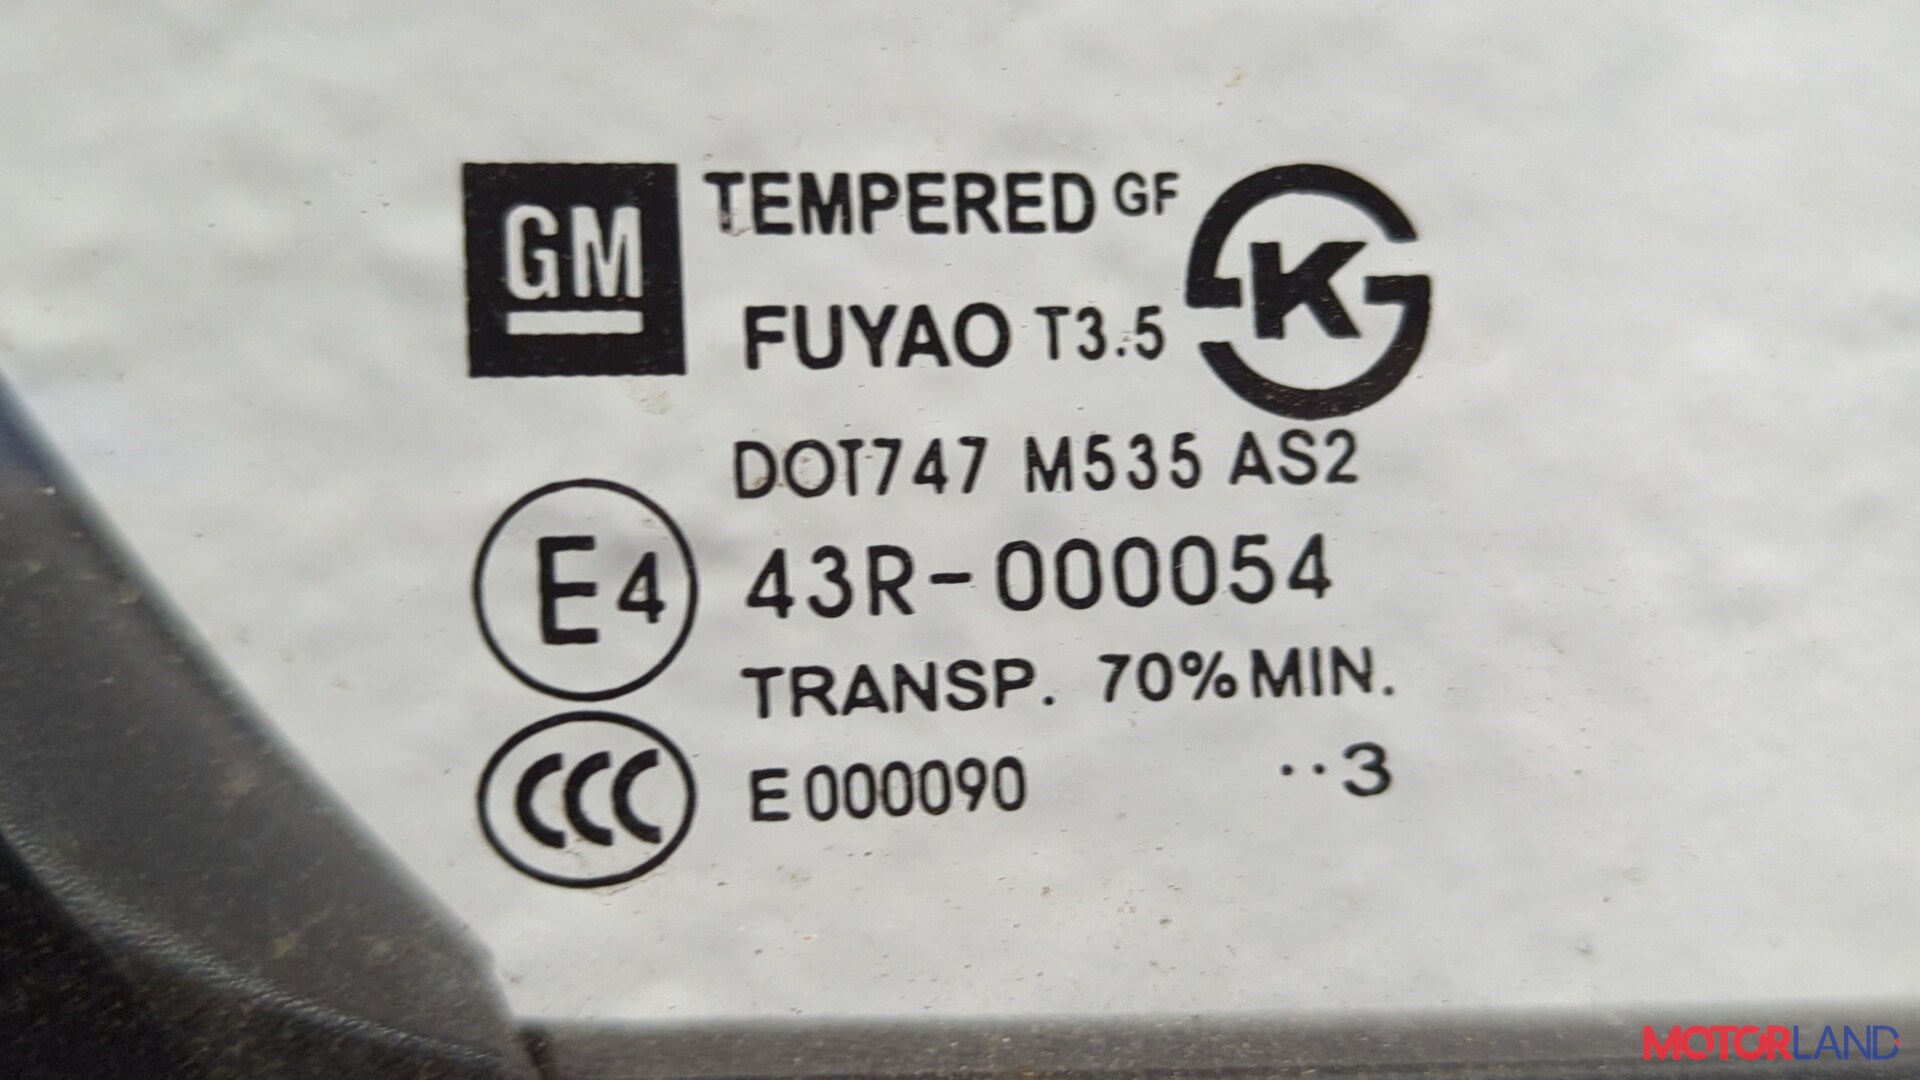 GM
TEMPERED GF
FUYAO T3.5
K
DOT747 M535 AS2
E4
43R-000054
TRANSP. 70% MIN.
CCC
E000090 ··3
MOTORLAND